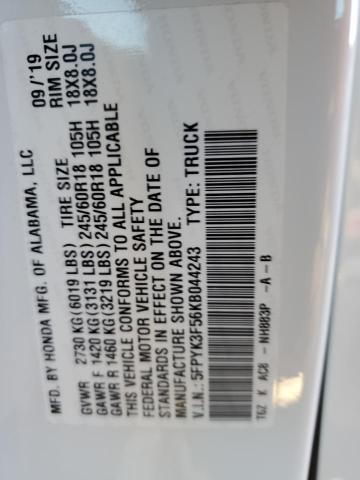 MFD. BY HONDA MFG. OF ALABAMA, LLC 09/'19
TIRE SIZE RIM SIZE
GVWR 2730 KG(6019 LBS)
GAWR F 1420 KG(3131 LBS)245/60R18 105H 18X8.0J
GAWR R 1460 KG(3219 LBS)245/60R18 105H 18X8.0J
THIS VEHICLE CONFORMS TO ALL APPLICABLE
FEDERAL MOTOR VEHICLE SAFETY
STANDARDS IN EFFECT ON THE DATE OF
MANUFACTURE SHOWN ABOVE.
V.I.N.: 5FPYK3F56KB044243 TYPE: TRUCK
T6Z K AC8 - NH883P -A - B